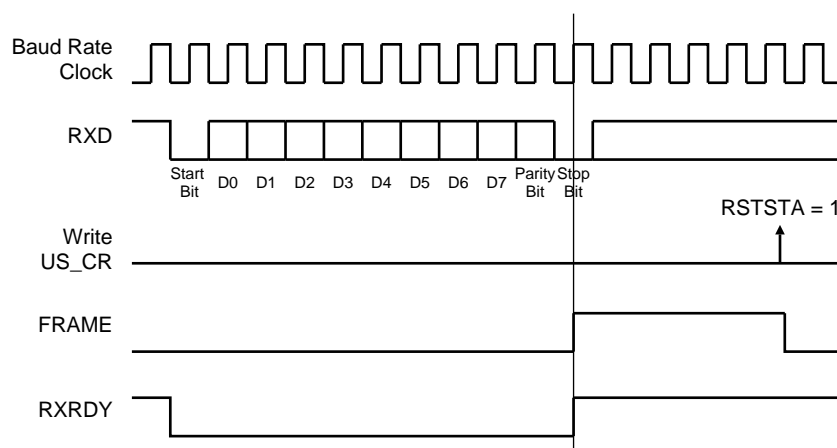 Baud Rate
Clock
RXD
Start
Bit
D0 D1 D2 D3 D4 D5 D6 D7
Parity
Bit
Stop
Bit
RSTSTA = 1
Write
US_CR
FRAME
RXRDY